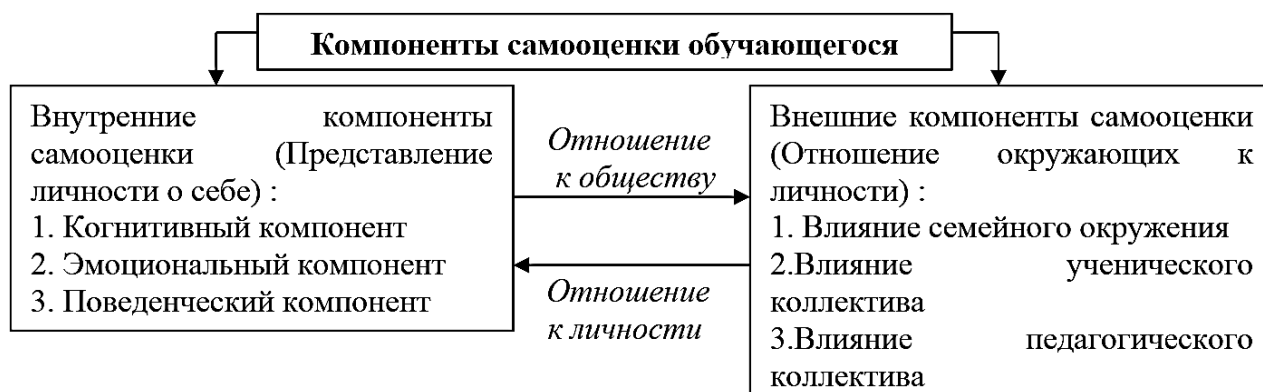 Компоненты самооценки обучающегося
Внутренние компоненты
самооценки (Представление
личности о себе) :
1. Когнитивный компонент
2. Эмоциональный компонент
3. Поведенческий компонент
Отношение
к обществу
Отношение
к личности
Внешние компоненты самооценки
(Отношение окружающих к
личности) :
1. Влияние семейного окружения
2.Влияние ученического
коллектива
3.Влияние педагогического
коллектива